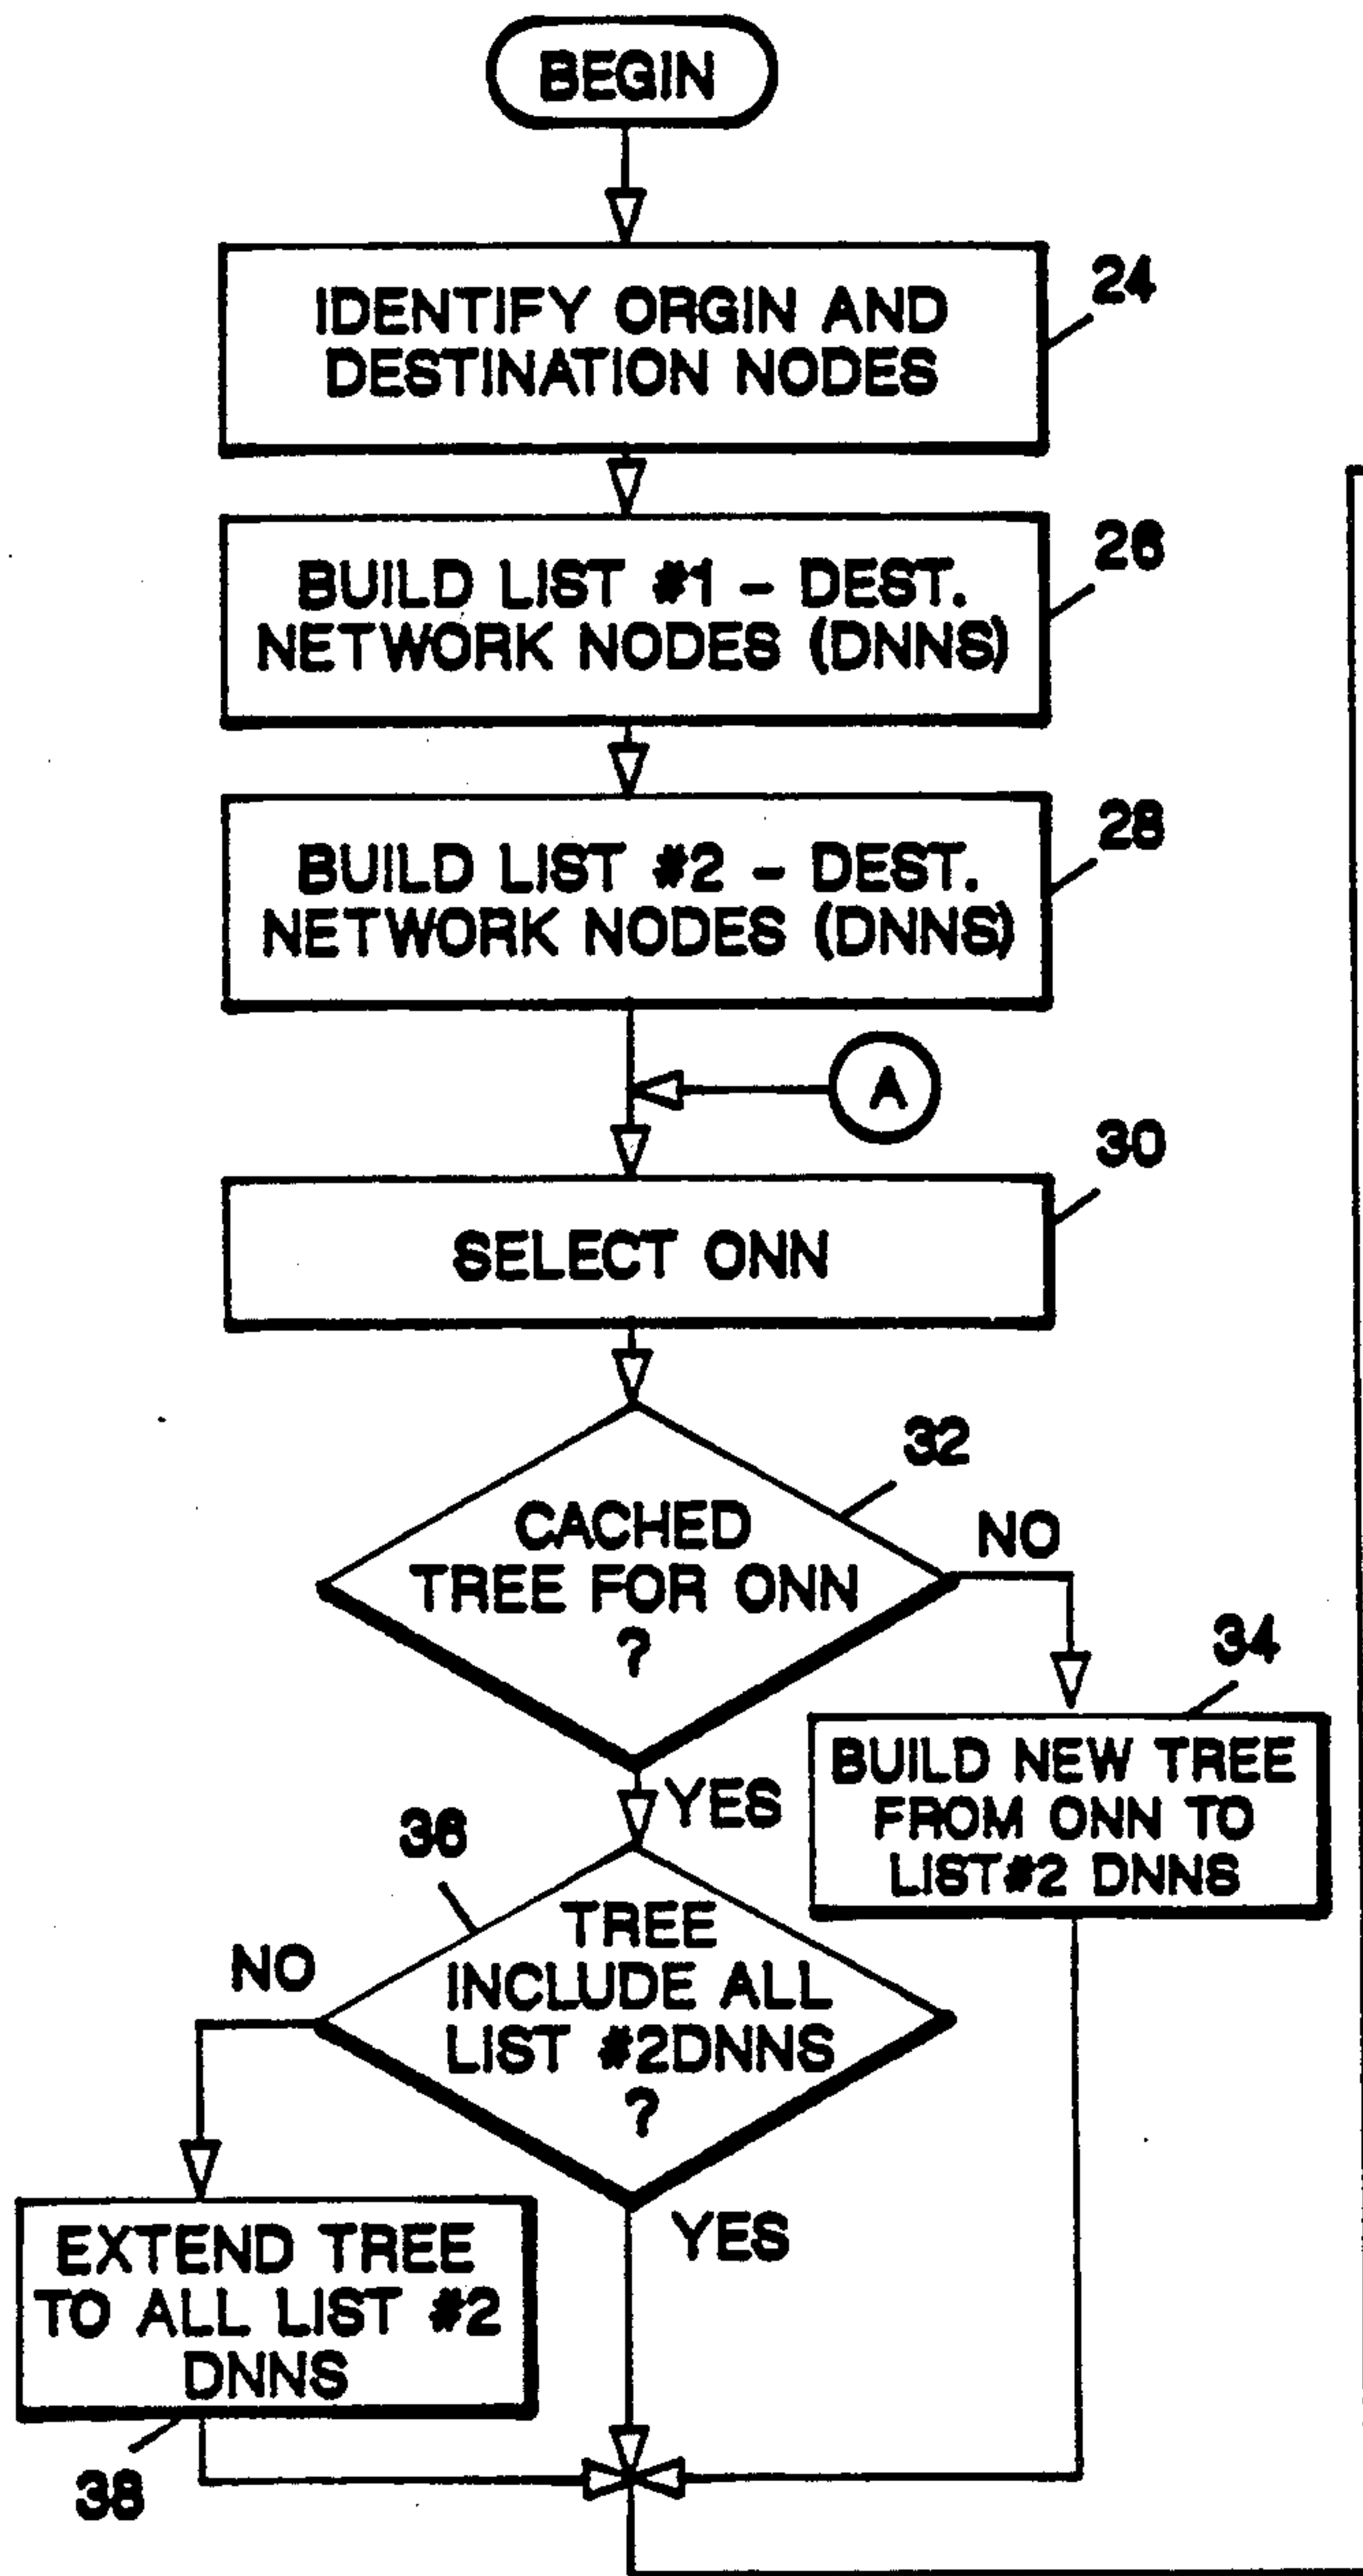 BEGIN
IDENTIFY ORGIN AND
DESTINATION NODES
24
BUILD LIST #1 - DEST.
NETWORK NODES (DNNS)
26
BUILD LIST #2 - DEST.
NETWORK NODES (DNNS)
28
A
30
SELECT ONN
32
CACHED
TREE FOR ONN
?
NO
34
BUILD NEW TREE
FROM ONN TO
LIST#2 DNNS
YES
36
TREE
INCLUDE ALL
LIST #2DNNS
?
NO
YES
EXTEND TREE
TO ALL LIST #2
DNNS
38